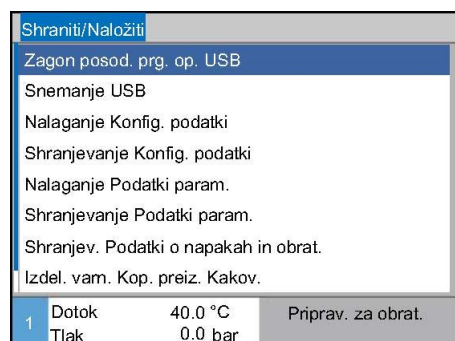 Shraniti/Naložiti
Zagon posod. prg. op. USB
Snemanje USB
Nalaganje Konfig. podatki
Shranjevanje Konfig. podatki
Nalaganje Podatki param.
Shranjevanje Podatki param.
Shranjev. Podatki o napakah in obrat.
Izdel. varn. Kop. preiz. Kakov.
1 Dotok 40.0 °C Priprav. za obrat.
Tlak 0.0 bar